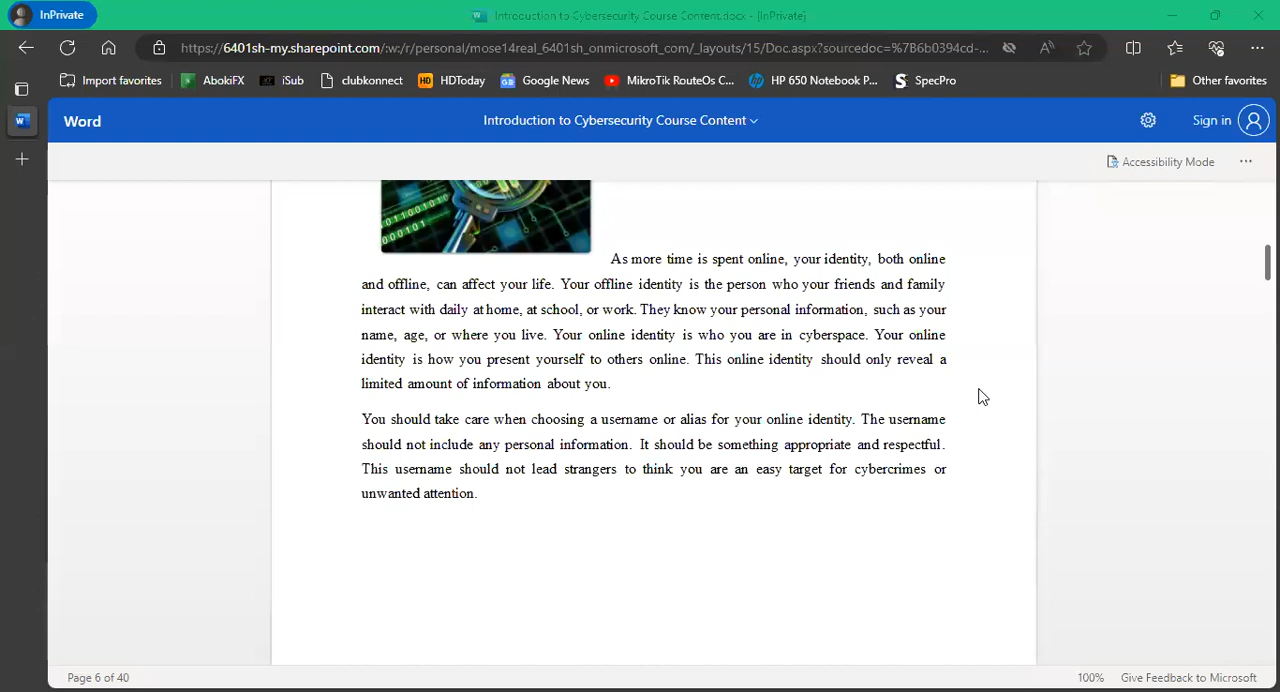 InPrivate
Introduction to Cybersecurity Course Content.docx - [InPrivate]
https://6401sh-my.sharepoint.com/:w:/r/personal/mose14real_6401sh_onmicrosoft_com/_layouts/15/Doc.aspx?sourcedoc=%7B6b0394cd-...
Import favorites AbokiFX iSub clubkonnect HDToday Google News MikroTik RouteOs C... HP 650 Notebook P... SpecPro Other favorites
Word Introduction to Cybersecurity Course Content Sign in
Accessibility Mode ...
011001010
000101
As more time is spent online, your identity, both online
and offline, can affect your life. Your offline identity is the person who your friends and family
interact with daily at home, at school, or work. They know your personal information, such as your
name, age, or where you live. Your online identity is who you are in cyberspace. Your online
identity is how you present yourself to others online. This online identity should only reveal a
limited amount of information about you.
You should take care when choosing a username or alias for your online identity. The username
should not include any personal information. It should be something appropriate and respectful.
This username should not lead strangers to think you are an easy target for cybercrimes or
unwanted attention.
Page 6 of 40 100% Give Feedback to Microsoft